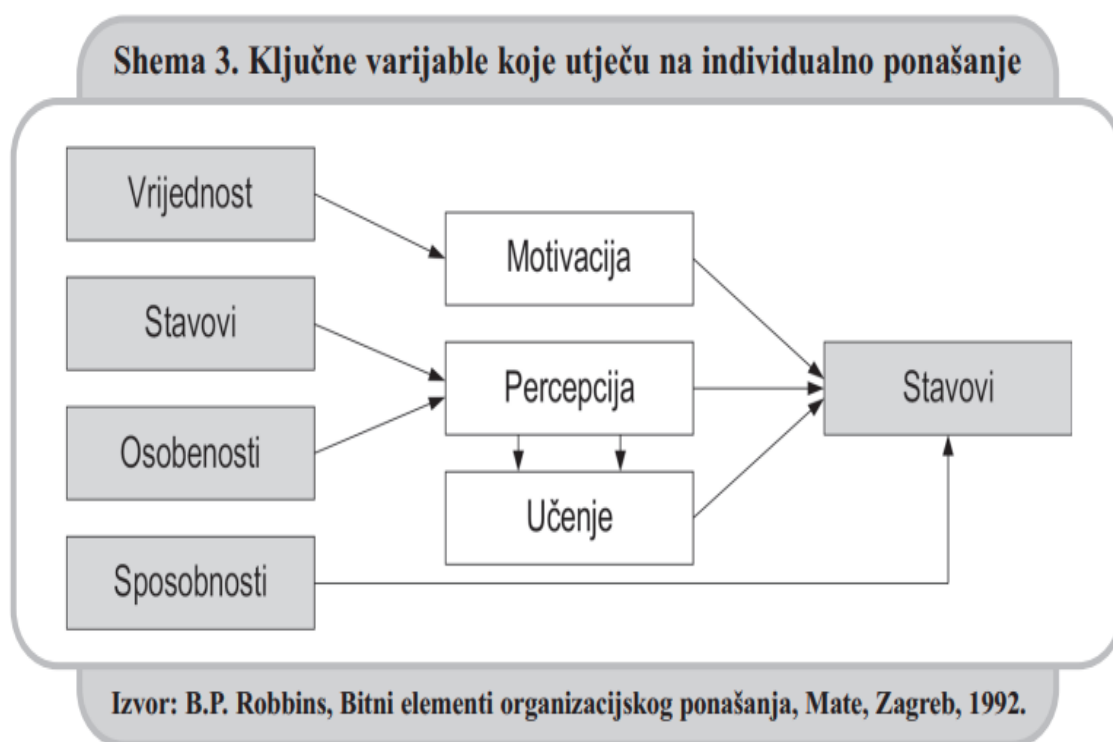 Shema 3. Ključne varijable koje utječu na individualno ponašanje
Vrijednost
Stavovi
Osobenosti
Sposobnosti
Motivacija
Percepcija
Učenje
Stavovi
Izvor: B.P. Robbins, Bitni elementi organizacijskog ponašanja, Mate, Zagreb, 1992.